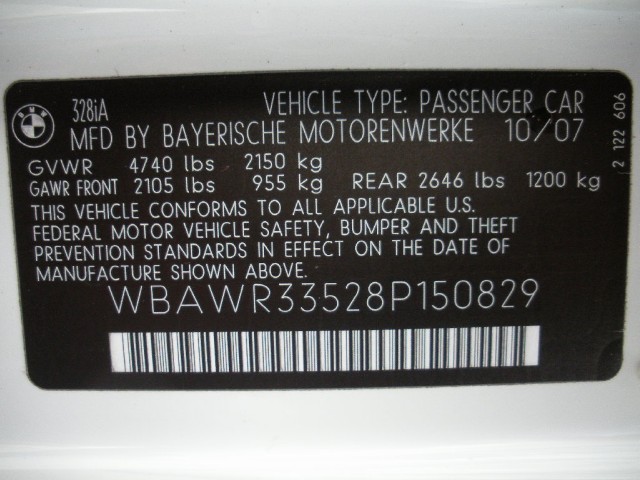 BMW
328iA VEHICLE TYPE: PASSENGER CAR
MFD BY BAYERISCHE MOTORENWERKE 10/07
GVWR 4740 lbs 2150 kg
GAWR FRONT 2105 lbs 955 kg REAR 2646 lbs 1200 kg
THIS VEHICLE CONFORMS TO ALL APPLICABLE U.S.
FEDERAL MOTOR VEHICLE SAFETY, BUMPER AND THEFT
PREVENTION STANDARDS IN EFFECT ON THE DATE OF
MANUFACTURE SHOWN ABOVE.
WBAWR33528P150829
2 122 606